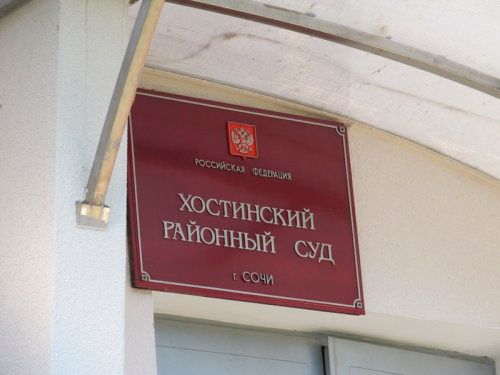 РОССИЙСКАЯ ФЕДЕРАЦИЯ
ХОСТИНСКИЙ
РАЙОННЫЙ СУД
г. СОЧИ